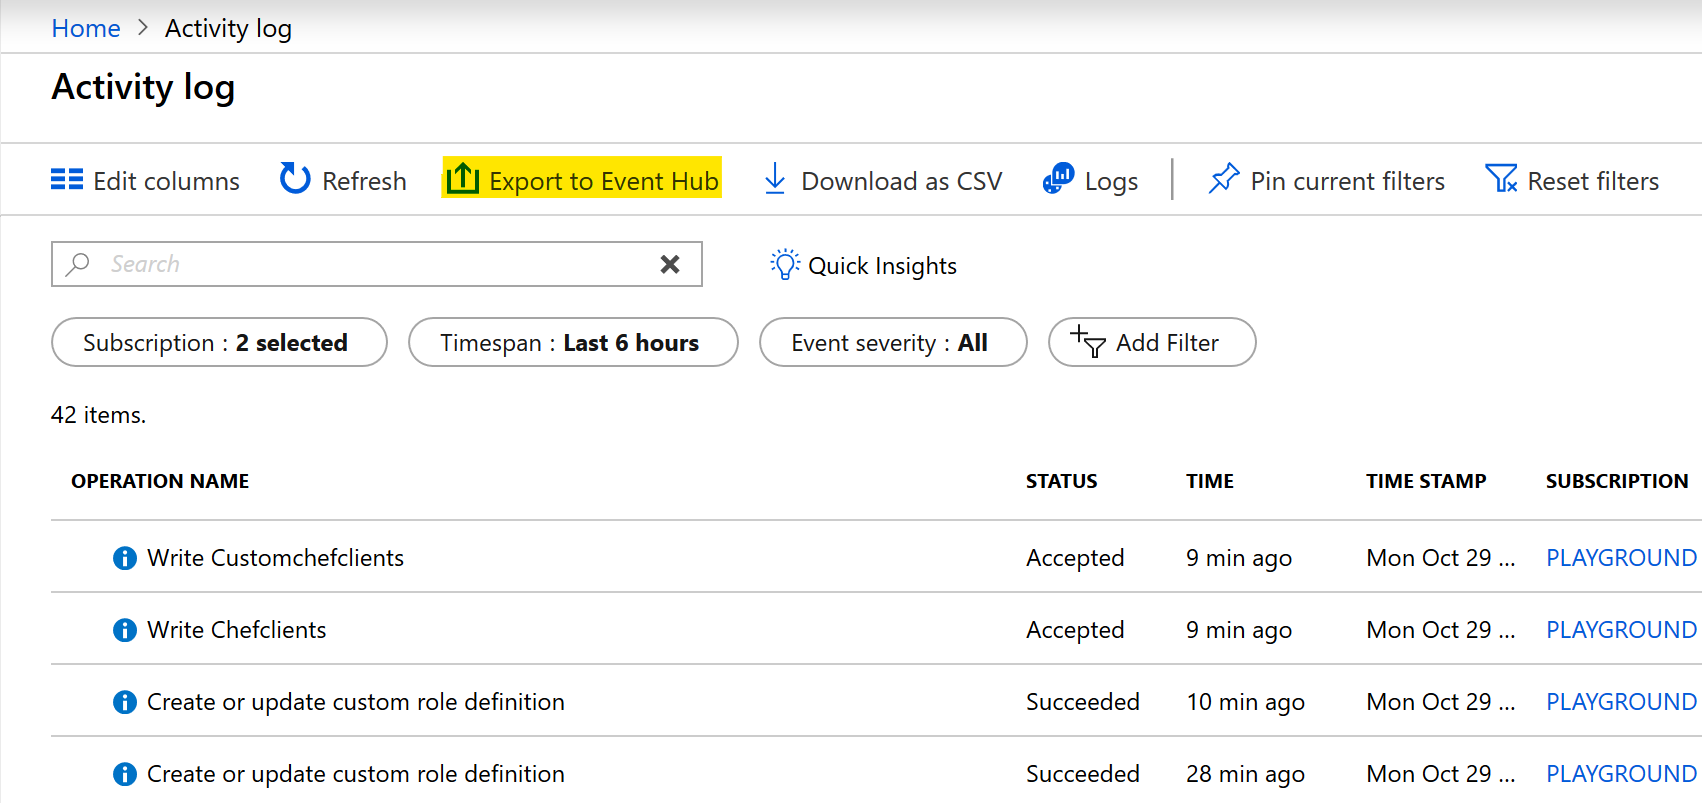 Home > Activity log
Activity log
Edit columns Refresh Export to Event Hub Download as CSV Logs Pin current filters Reset filters
Search Quick Insights
Subscription : 2 selected Timespan : Last 6 hours Event severity : All Add Filter
42 items.
OPERATION NAME STATUS TIME TIME STAMP SUBSCRIPTION
Write Customchefclients Accepted 9 min ago Mon Oct 29 ... PLAYGROUND
Write Chefclients Accepted 9 min ago Mon Oct 29 ... PLAYGROUND
Create or update custom role definition Succeeded 10 min ago Mon Oct 29 ... PLAYGROUND
Create or update custom role definition Succeeded 28 min ago Mon Oct 29 ... PLAYGROUND